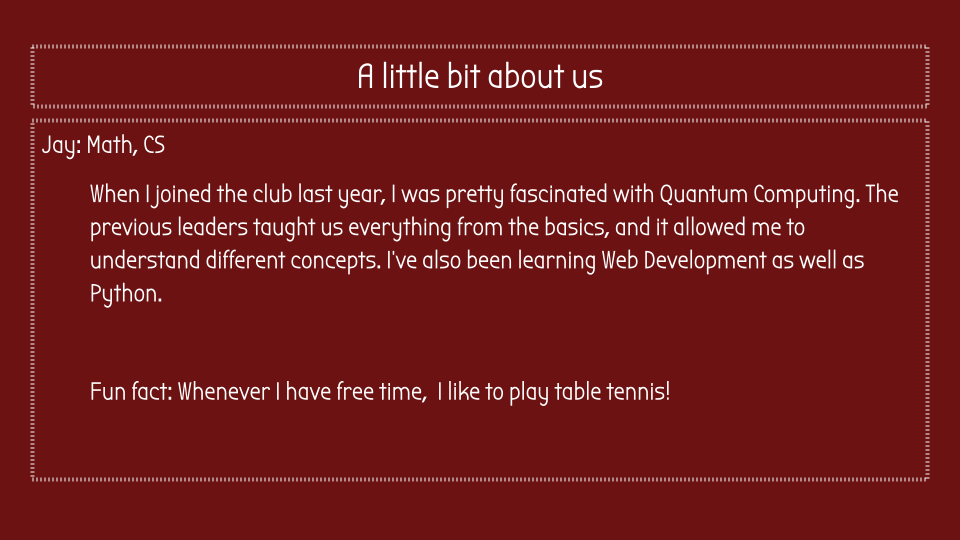 A little bit about us
Jay: Math, CS
When I joined the club last year, I was pretty fascinated with Quantum Computing. The
previous leaders taught us everything from the basics, and it allowed me to
understand different concepts. I've also been learning Web Development as well as
Python.
Fun fact: Whenever I have free time,  I like to play table tennis!